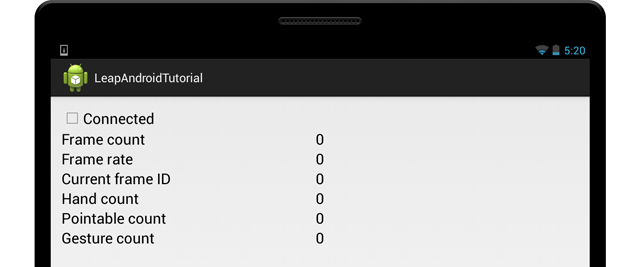 5:20
LeapAndroidTutorial
Connected
Frame count 0
Frame rate 0
Current frame ID 0
Hand count 0
Pointable count 0
Gesture count 0